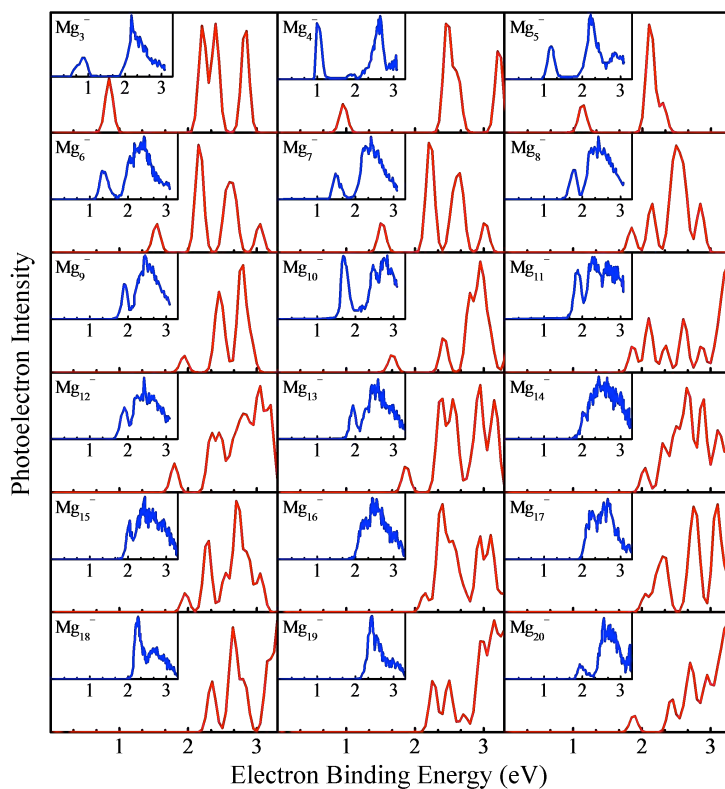 Photoelectron Intensity
Mg₃⁻ Mg₄⁻ Mg₅⁻
1 2 3 1 2 3 1 2 3
Mg₆⁻ Mg₇⁻ Mg₈⁻
1 2 3 1 2 3 1 2 3
Mg₉⁻ Mg₁₀⁻ Mg₁₁⁻
1 2 3 1 2 3 1 2 3
Mg₁₂⁻ Mg₁₃⁻ Mg₁₄⁻
1 2 3 1 2 3 1 2 3
Mg₁₅⁻ Mg₁₆⁻ Mg₁₇⁻
1 2 3 1 2 3 1 2 3
Mg₁₈⁻ Mg₁₉⁻ Mg₂₀⁻
1 2 3 1 2 3 1 2 3
1 2 3 1 2 3 1 2 3
Electron Binding Energy (eV)